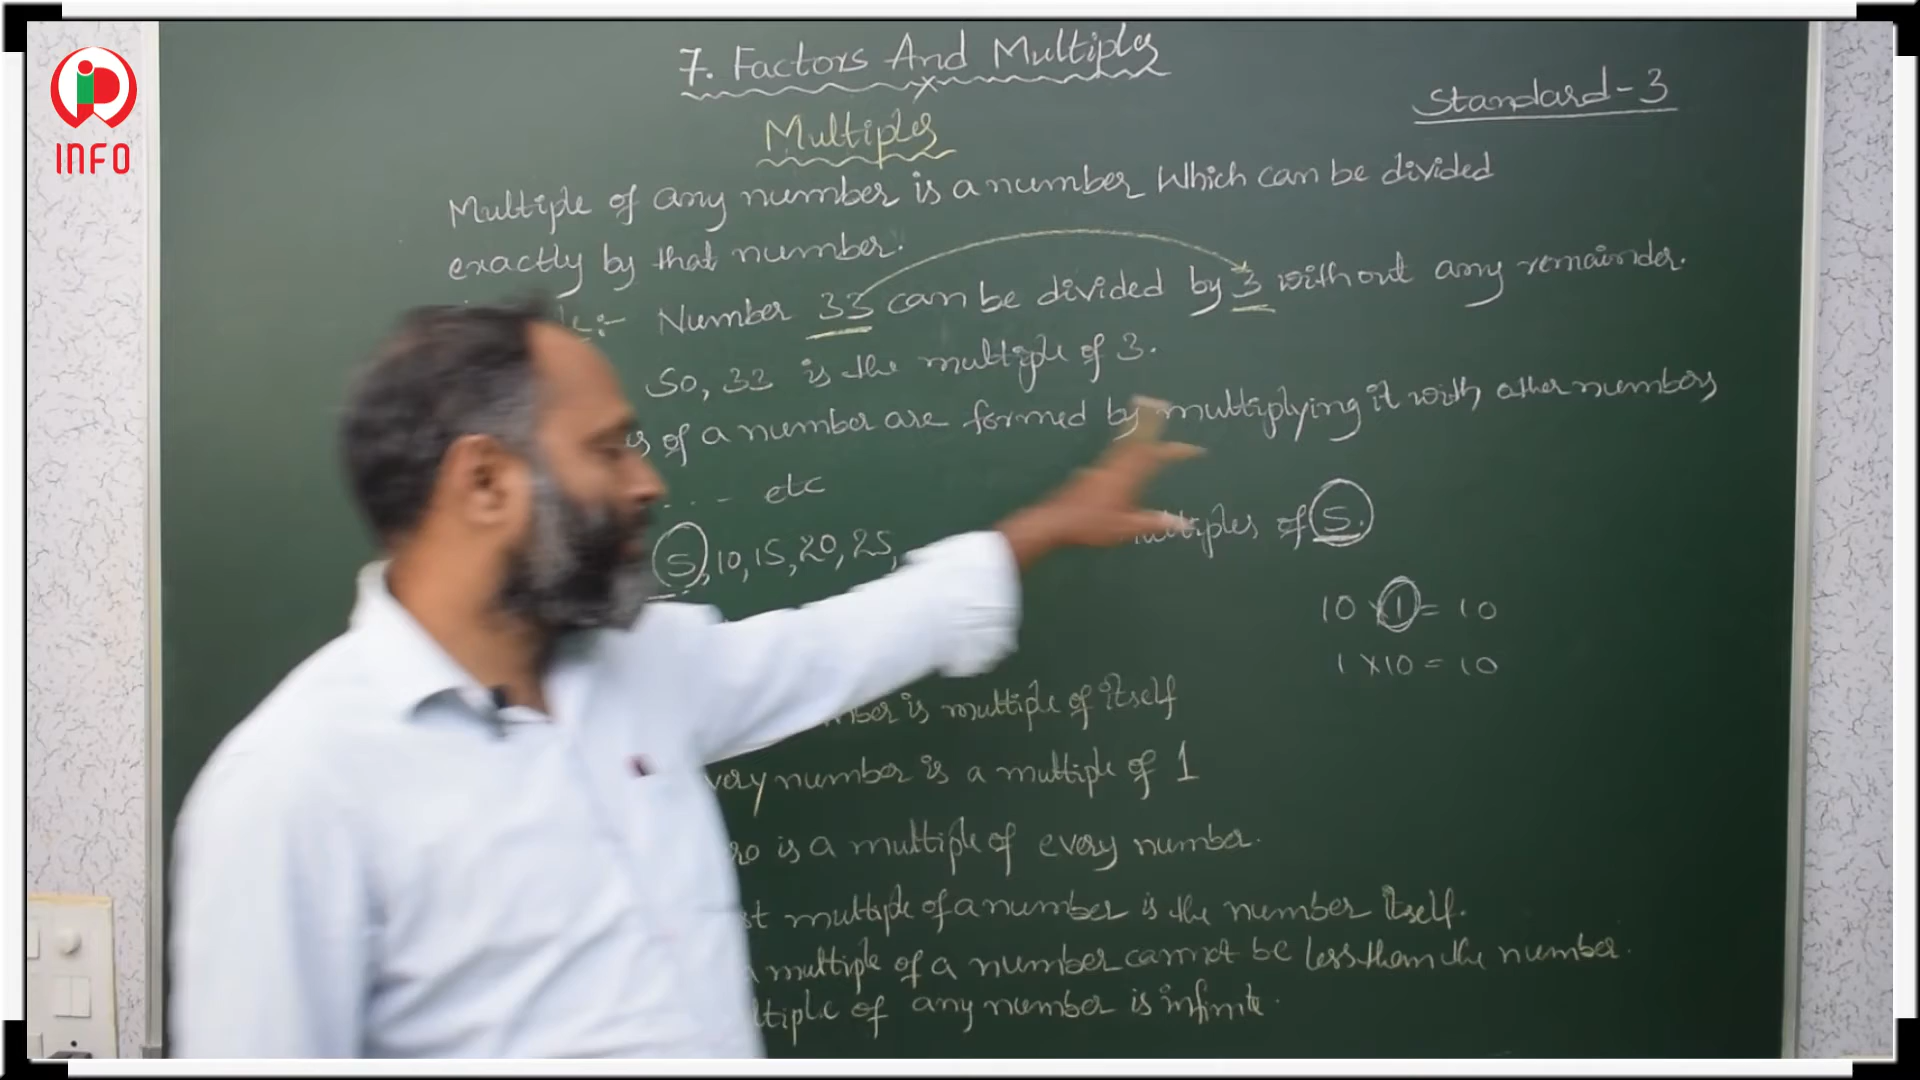 INFO
7. Factors And Multiples
Standard-3
Multiples
Multiple of any number is a number which can be divided
exactly by that number.
:- Number 33 can be divided by 3 without any remainder.
So, 33 is the multiple of 3.
of a number are formed by multiplying it with other numbers
... etc
5, 10, 15, 20, 25, multiples of 5.
10 × 1 = 10
1 × 10 = 10
is multiple of itself
very number is a multiple of 1
is a multiple of every number.
multiple of a number is the number itself.
multiple of a number cannot be less than the number.
of any number is infinite.